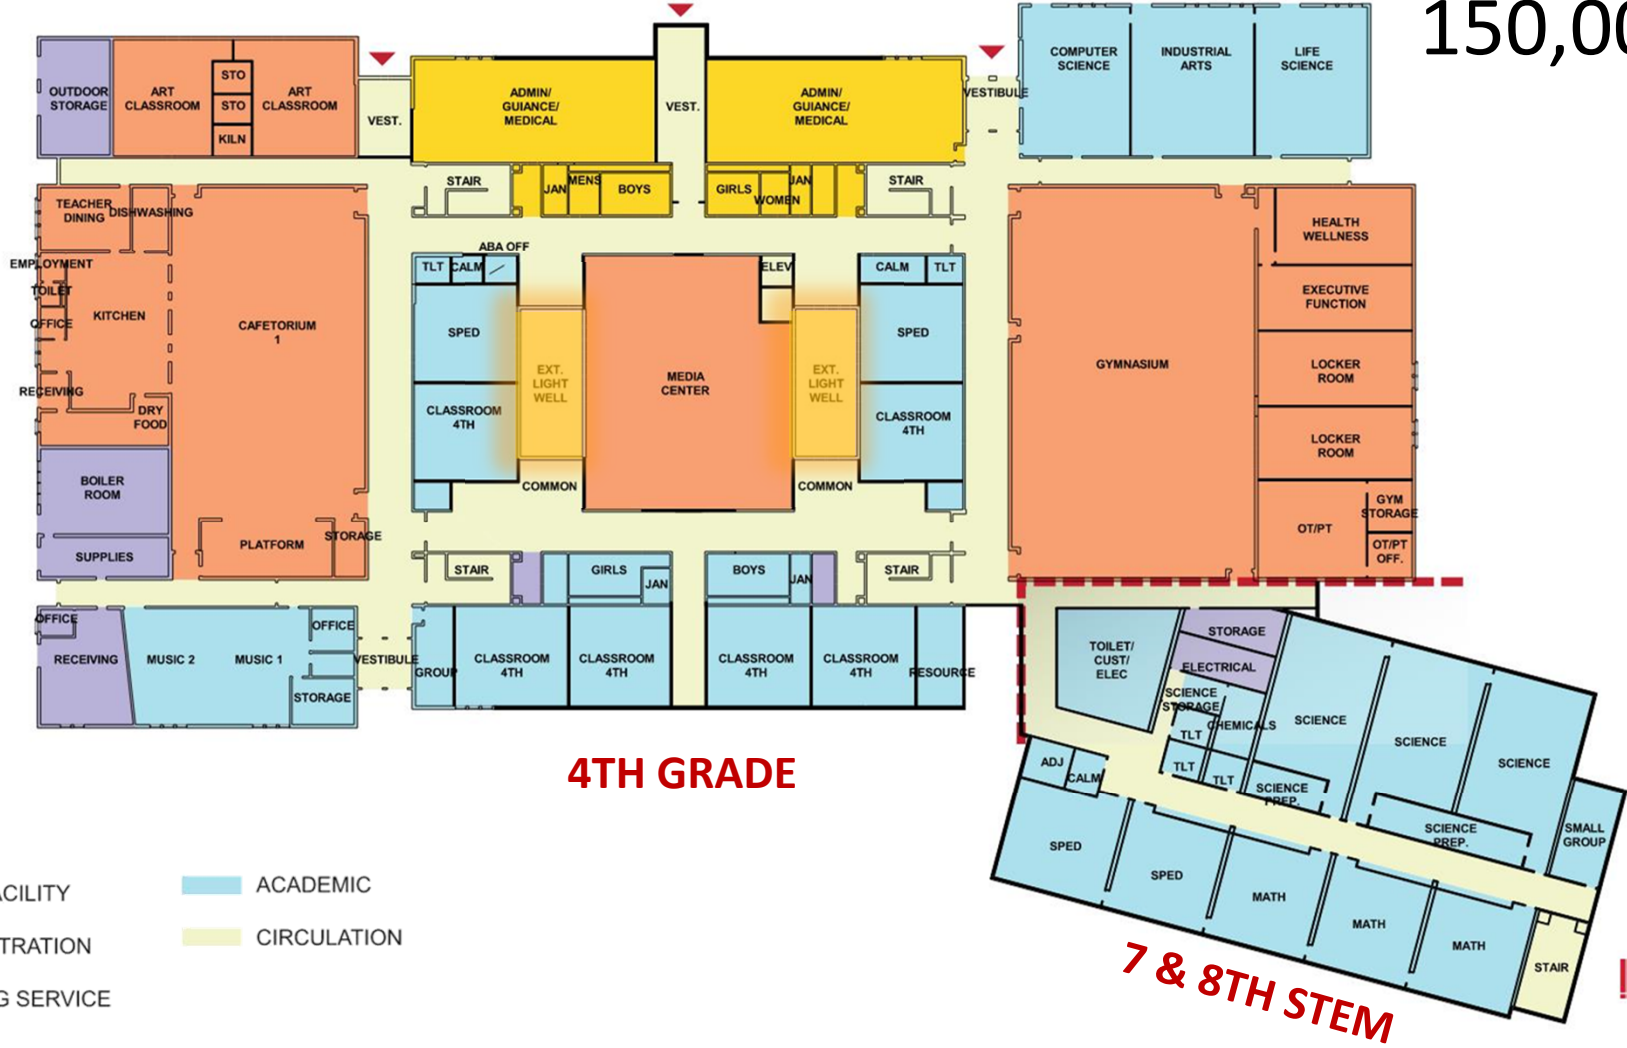 150,00
OUTDOOR
STORAGE
ART
CLASSROOM
STO
STO
KILN
ART
CLASSROOM
VEST.
ADMIN/
GUIANCE/
MEDICAL
VEST.
ADMIN/
GUIANCE/
MEDICAL
VESTIBULE
COMPUTER
SCIENCE
INDUSTRIAL
ARTS
LIFE
SCIENCE
STAIR
JAN
MENS
BOYS
GIRLS
WOMEN
JAN
STAIR
TEACHER
DINING
DISHWASHING
EMPLOYMENT
TOILET
OFFICE
KITCHEN
RECEIVING
DRY
FOOD
CAFETORIUM
1
BOILER
ROOM
SUPPLIES
PLATFORM
STORAGE
ABA OFF
TLT
CALM
SPED
CLASSROOM
4TH
EXT.
LIGHT
WELL
COMMON
MEDIA
CENTER
ELEV
EXT.
LIGHT
WELL
COMMON
CALM
TLT
SPED
CLASSROOM
4TH
GYMNASIUM
HEALTH
WELLNESS
EXECUTIVE
FUNCTION
LOCKER
ROOM
LOCKER
ROOM
OT/PT
GYM
STORAGE
OT/PT
OFF.
STAIR
GIRLS
JAN
BOYS
JAN
STAIR
OFFICE
RECEIVING
MUSIC 2
MUSIC 1
OFFICE
STORAGE
VESTIBULE
GROUP
CLASSROOM
4TH
CLASSROOM
4TH
CLASSROOM
4TH
CLASSROOM
4TH
RESOURCE
TOILET/
CUST/
ELEC
STORAGE
ELECTRICAL
SCIENCE
STORAGE
CHEMICALS
TLT
TLT
TLT
SCIENCE
SCIENCE
SCIENCE
SCIENCE
PREP.
SCIENCE
PREP.
SMALL
GROUP
ADJ
CALM
SPED
SPED
MATH
MATH
MATH
STAIR
4TH GRADE
7 & 8TH STEM
ACILITY
TRATION
G SERVICE
ACADEMIC
CIRCULATION